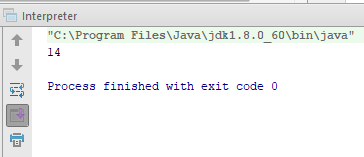 Interpreter
"C:\Program Files\Java\jdk1.8.0_60\bin\java"
14
Process finished with exit code 0